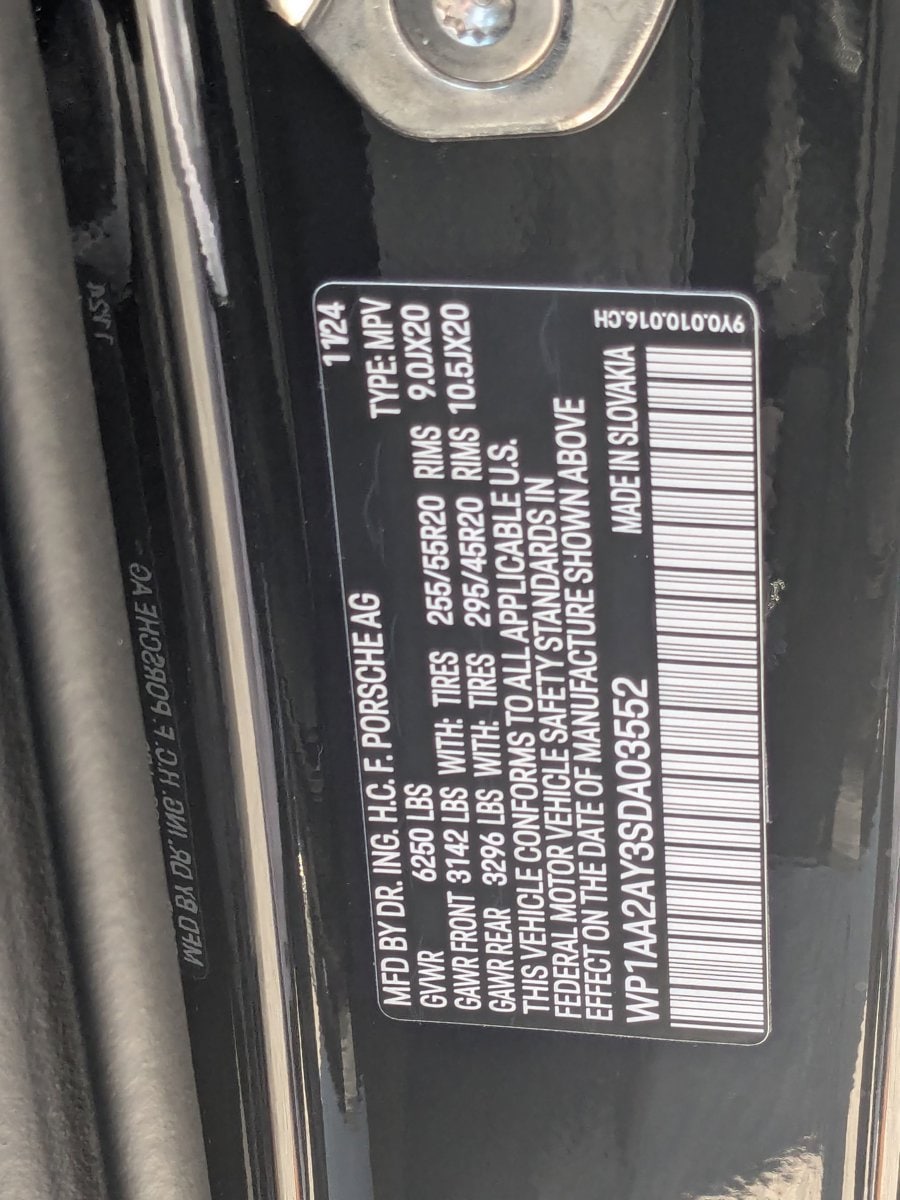 11/24
MFD BY DR. ING. H.C. F. PORSCHE AG
TYPE: MPV
GVWR 6250 LBS
GAWR FRONT 3142 LBS WITH: TIRES 255/55R20 RIMS 9.0JX20
GAWR REAR 3296 LBS WITH: TIRES 295/45R20 RIMS 10.5JX20
THIS VEHICLE CONFORMS TO ALL APPLICABLE U.S.
FEDERAL MOTOR VEHICLE SAFETY STANDARDS IN
EFFECT ON THE DATE OF MANUFACTURE SHOWN ABOVE
WP1AA2AY3SDA03552
MADE IN SLOVAKIA
9Y0.010.016.CH
MFD BY DR. ING. H.C. F. PORSCHE AG